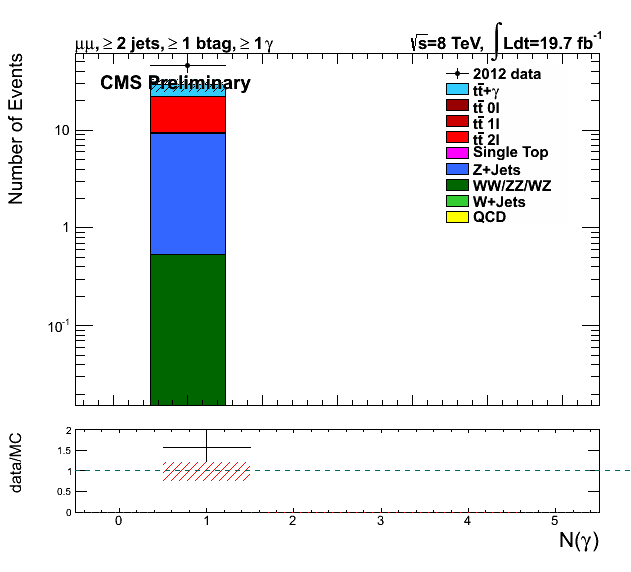 μμ, ≥ 2 jets, ≥ 1 btag, ≥ 1 γ
√s=8 TeV, ∫Ldt=19.7 fb⁻¹
CMS Preliminary
2012 data
tt̄+γ
tt̄ 0l
tt̄ 1l
tt̄ 2l
Single Top
Z+Jets
WW/ZZ/WZ
W+Jets
QCD
Number of Events
10
1
10⁻¹
data/MC
2
1.5
1
0.5
0
0 1 2 3 4 5
N(γ)